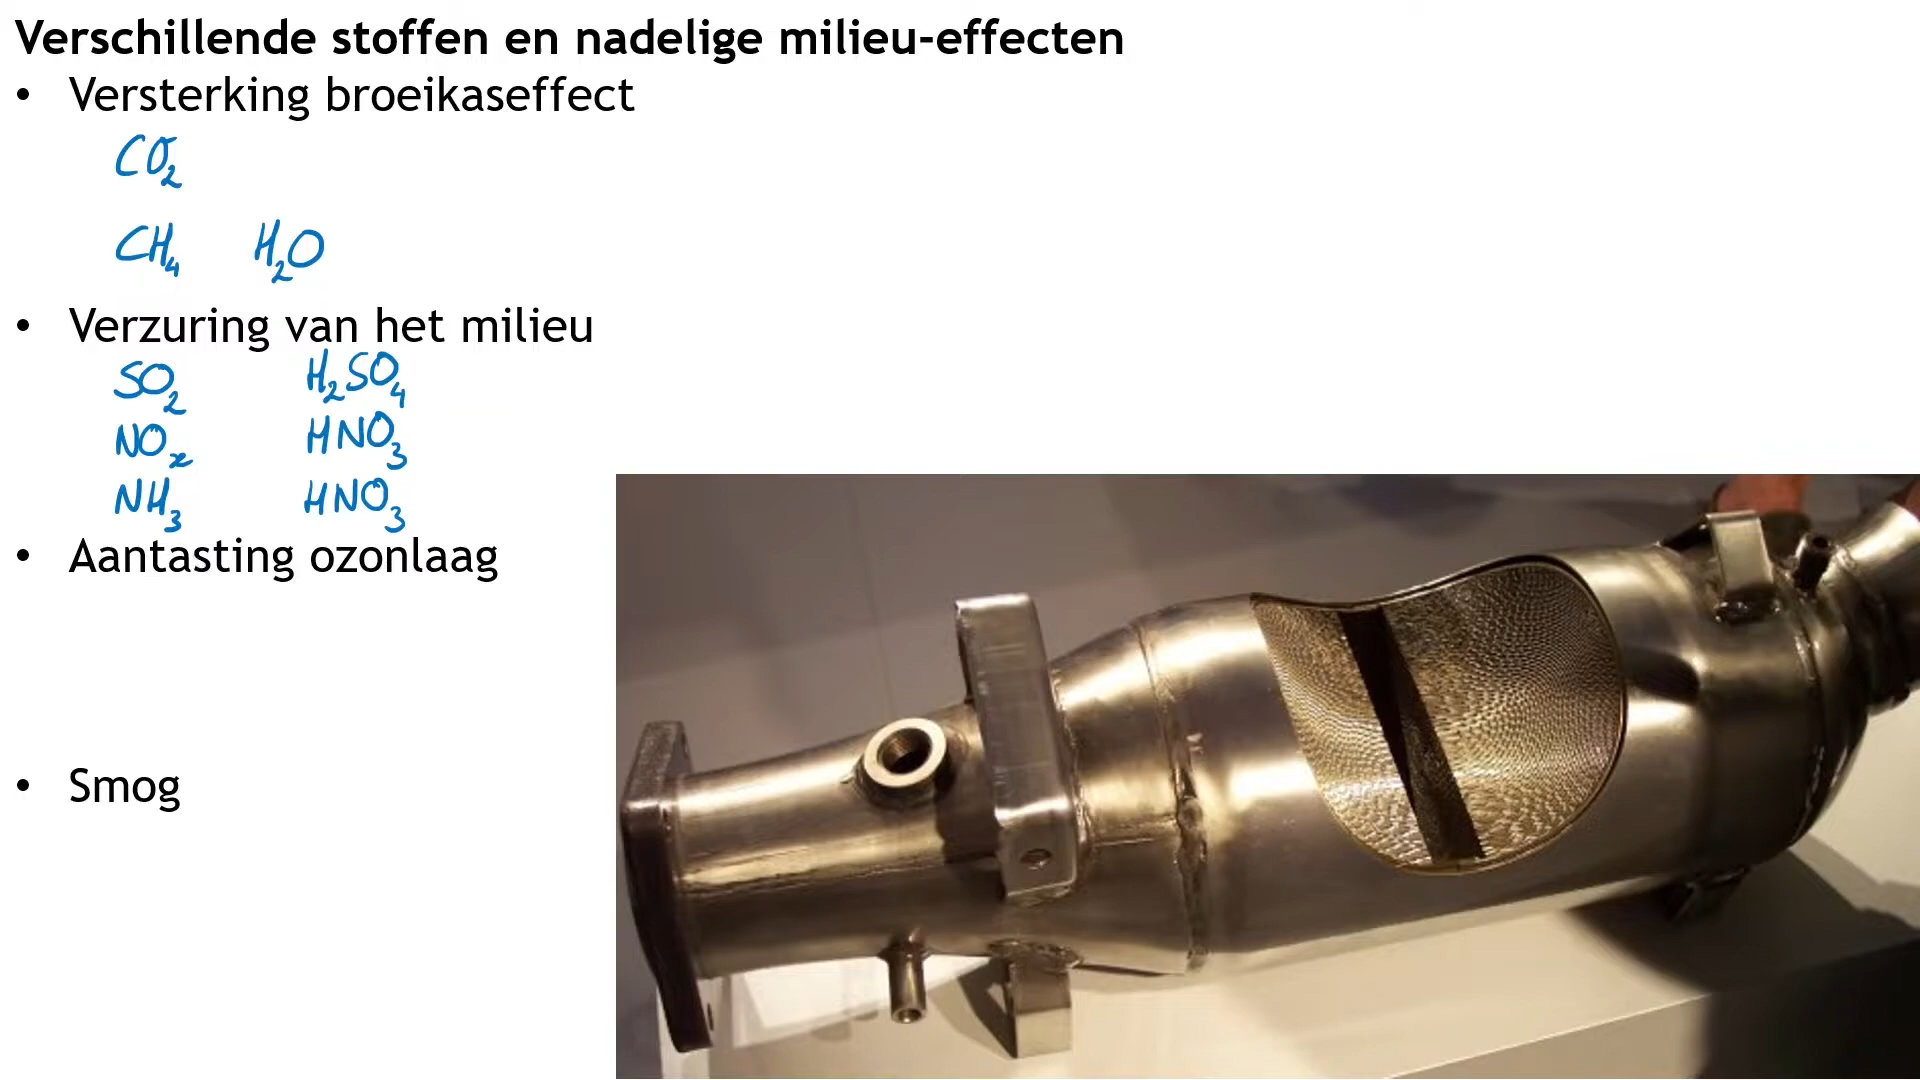 Verschillende stoffen en nadelige milieu-effecten
• Versterking broeikaseffect
CO₂
CH₄ H₂O
• Verzuring van het milieu
SO₂ H₂SO₄
NOₓ HNO₃
NH₃ HNO₃
• Aantasting ozonlaag
• Smog